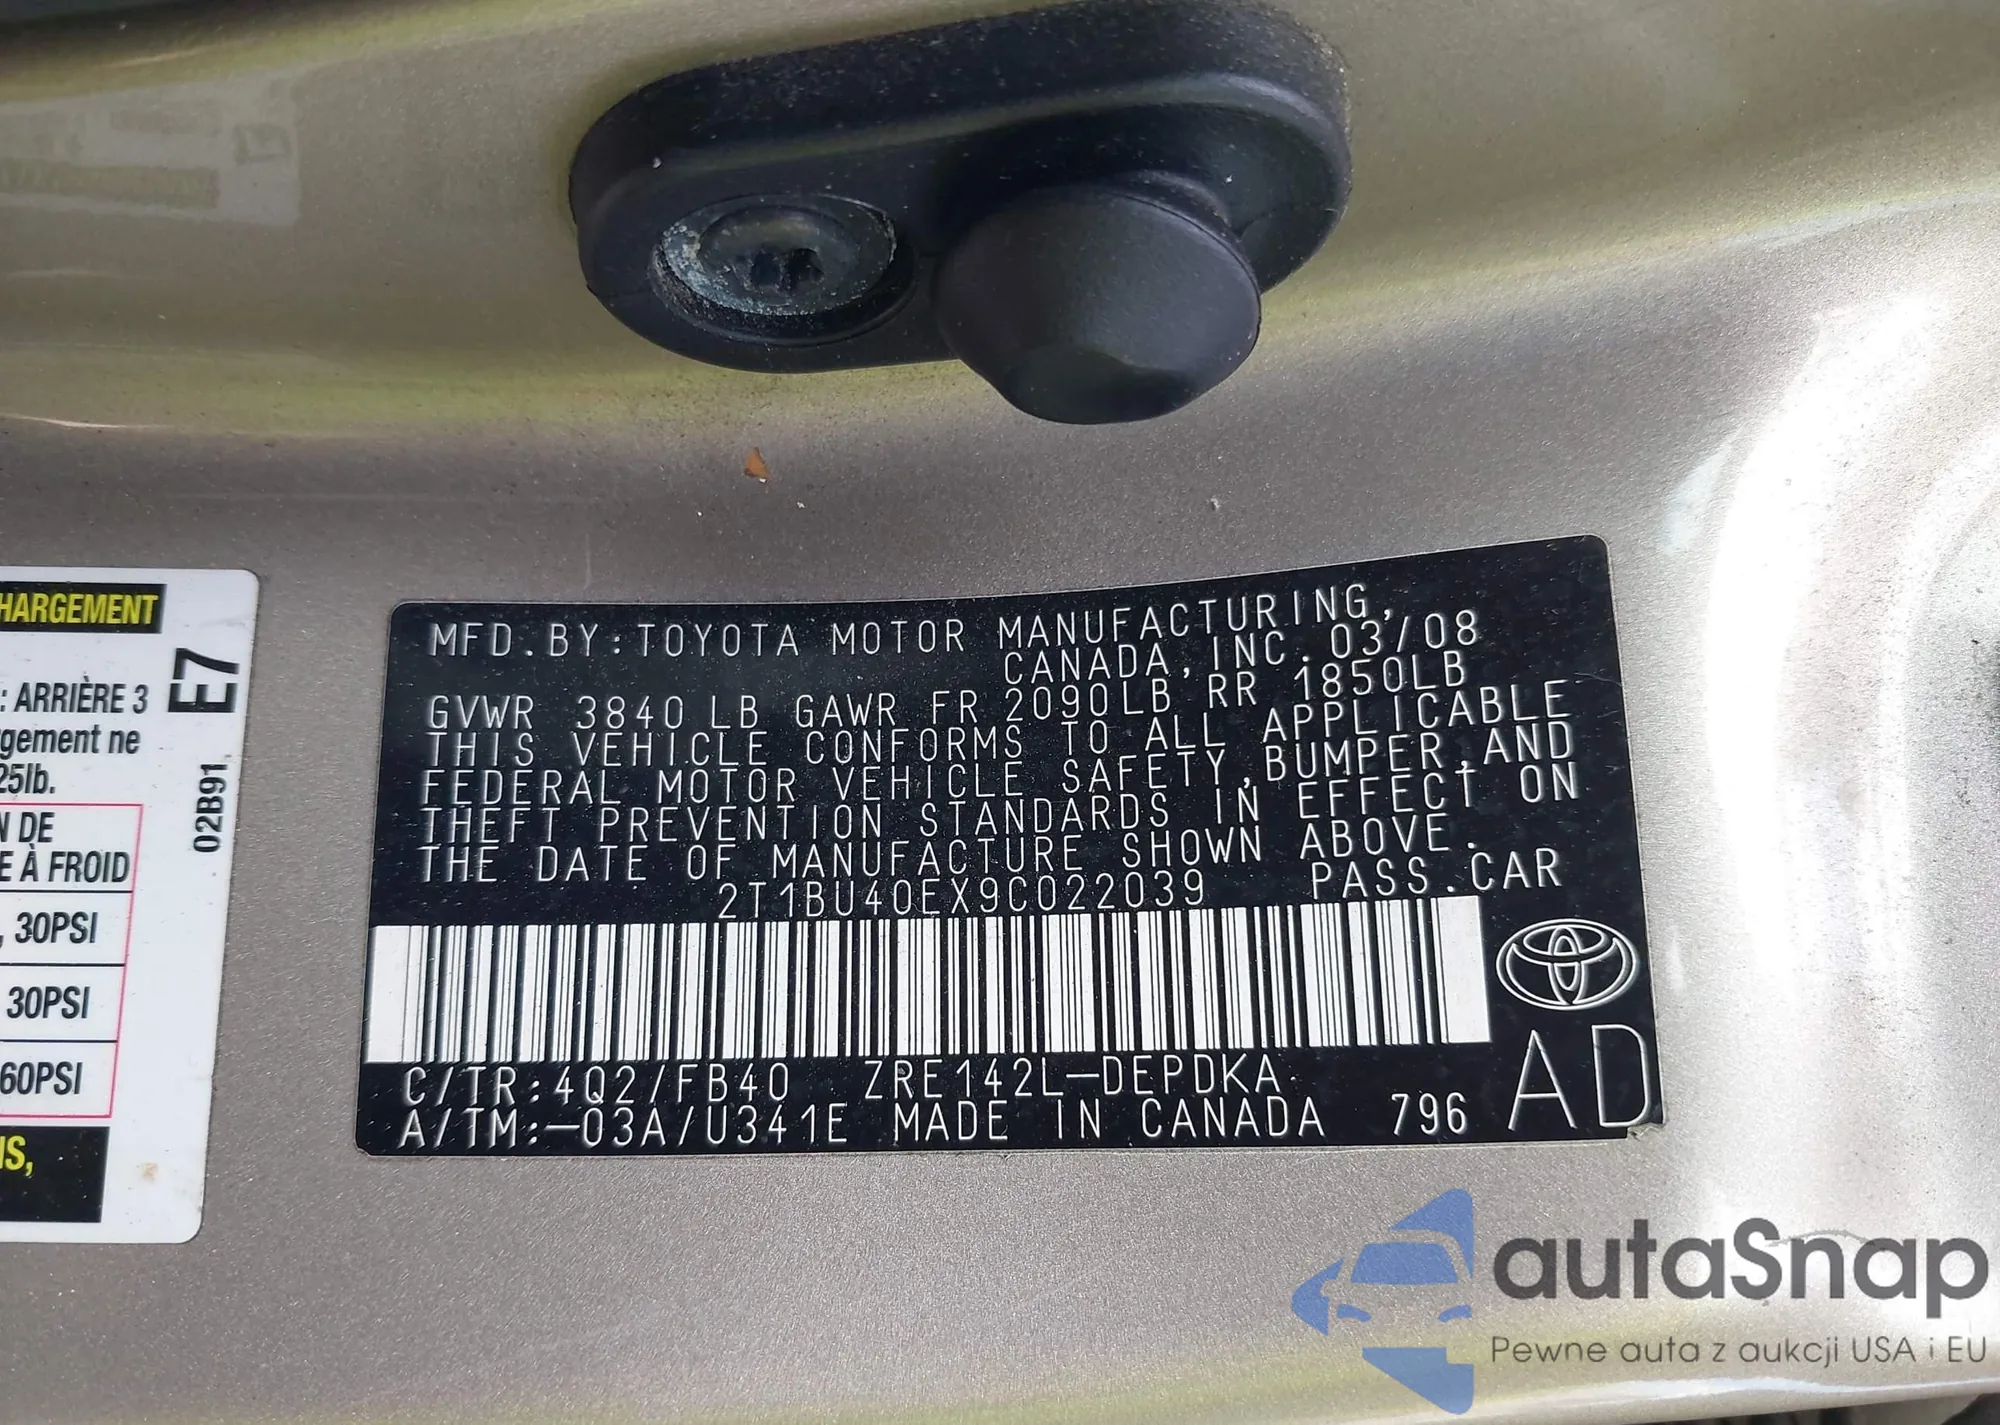 HARGEMENT
E7
: ARRIÈRE 3
rgement ne
25lb.
02B91
N DE
E À FROID
, 30PSI
30PSI
60PSI
IS,
MFD.BY:TOYOTA MOTOR MANUFACTURING,
CANADA,INC.03/08
GVWR 3840LB GAWR FR 2090LB RR 1850LB
THIS VEHICLE CONFORMS TO ALL APPLICABLE
FEDERAL MOTOR VEHICLE SAFETY,BUMPER,AND
THEFT PREVENTION STANDARDS IN EFFECT ON
THE DATE OF MANUFACTURE SHOWN ABOVE.
2T1BU40EX9C022039 PASS.CAR
C/TR:4Q2/FB40 ZRE142L-DEPDKA
A/TM:-03A/U341E MADE IN CANADA 796 AD
autaSnap
Pewne auta z aukcji USA i EU